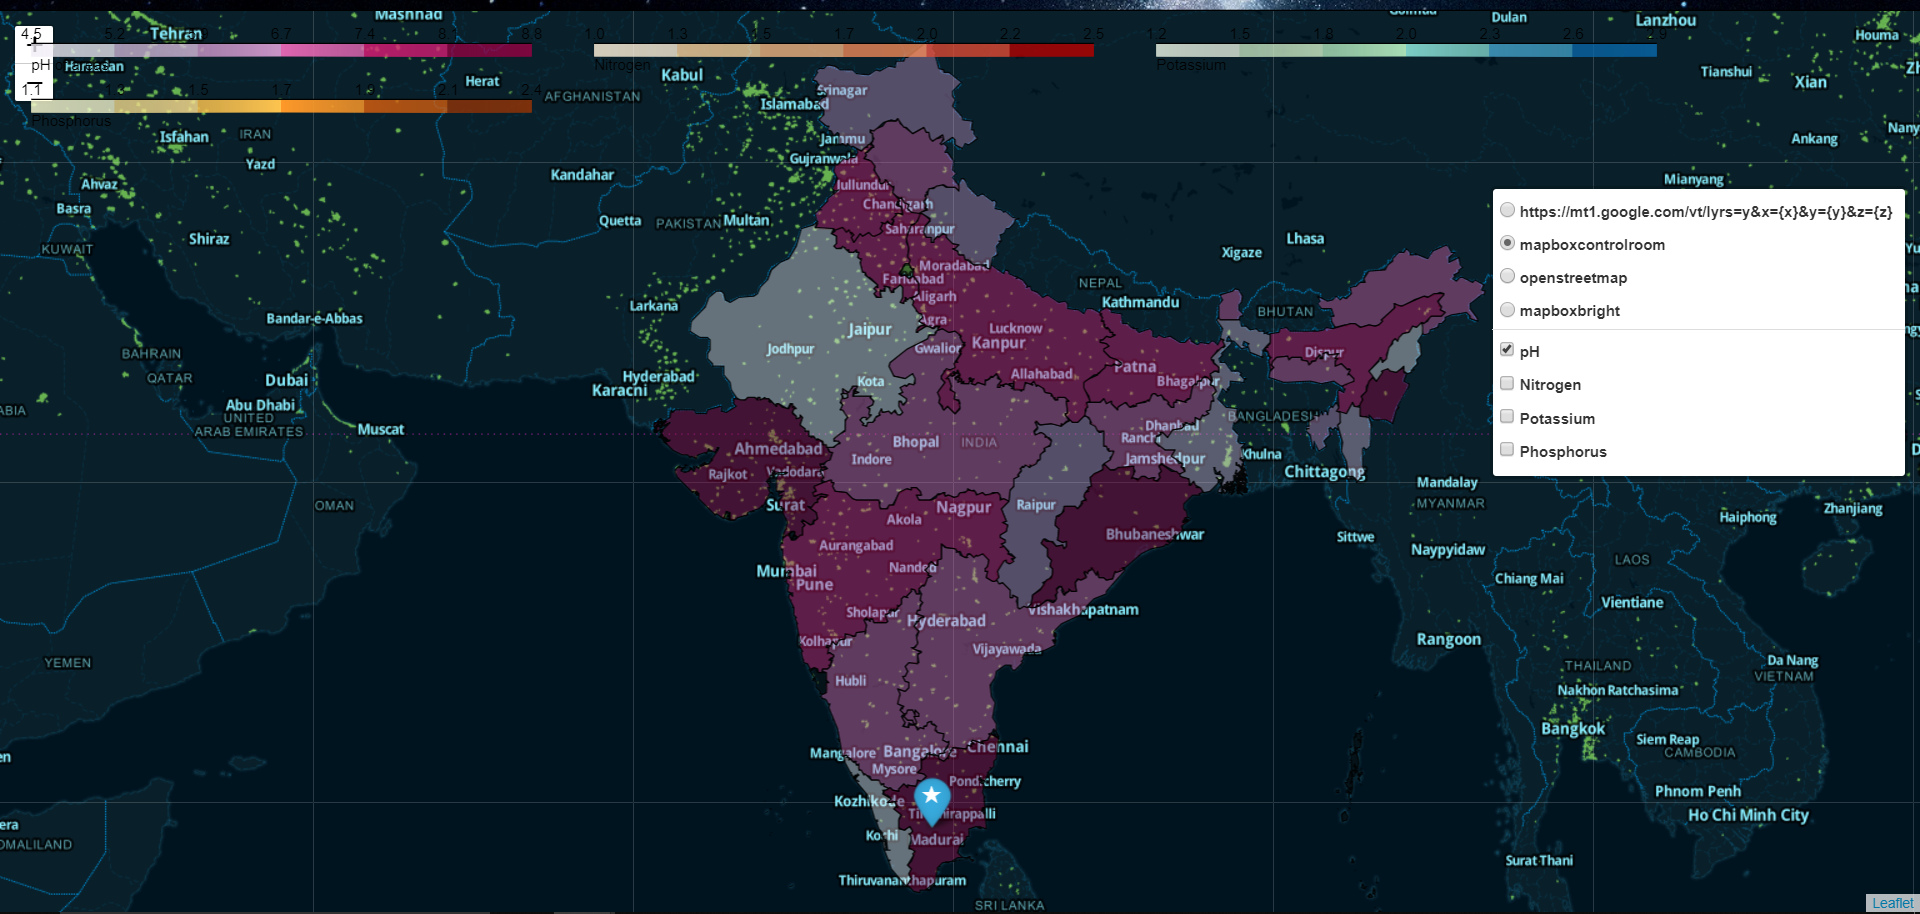 Mashhad
Golmud
Dulan
Lanzhou
Houma
4.5 5.2 7.4 8.1 8.8
Tehran
1.0 1.3 1.5 1.7 2.0 2.2 2.5
1.2 1.5 1.8 2.0 2.3 2.6 2.9
pH
Nitrogen
Potassium
Kabul
Herat
AFGHANISTAN
Islamabad
Srinagar
Tianshui
Xian
1.1 1.3 1.5 1.7 1.9 2.1 2.4
Phosphorus
Isfahan
IRAN
Yazd
Jammu
Gujranwala
Ankang
Kandahar
Jullundur
Mianyang
Ahvaz
Basra
Chandigarh
Quetta
PAKISTAN
Multan
Saharanpur
KUWAIT
Shiraz
Xigaze
Lhasa
Moradabad
Faridabad
NEPAL
Kathmandu
BHUTAN
Larkana
Aligarh
Agra
Bandar-e-Abbas
Jaipur
Lucknow
Kanpur
Jodhpur
Gwalior
Dispur
BAHRAIN
QATAR
Dubai
Hyderabad
Karachi
Kota
Allahabad
Patna
Bhagalpur
Abu Dhabi
UNITED
ARAB EMIRATES
Muscat
BANGLADESH
Dhanbad
Ranchi
Bhopal
INDIA
Ahmedabad
Indore
Jamshedpur
Khulna
Chittagong
Rajkot
Vadodara
Mandalay
MYANMAR
OMAN
Surat
Akola
Nagpur
Raipur
Haiphong
Zhanjiang
Bhubaneshwar
Sittwe
Aurangabad
Naypyidaw
LAOS
Mumbai
Pune
Nanded
Chiang Mai
Vientiane
Sholapur
Hyderabad
Vishakhapatnam
Kolhapur
Vijayawada
Rangoon
YEMEN
THAILAND
Da Nang
VIETNAM
Hubli
Nakhon Ratchasima
Bangkok
Siem Reap
CAMBODIA
Mangalore
Bangalore
Chennai
Mysore
Pondicherry
Phnom Penh
Kozhikode
Tiruchirappalli
Ho Chi Minh City
Kochi
Madurai
Surat Thani
Thiruvananthapuram
SRI LANKA
https://mt1.google.com/vt/lyrs=y&x={x}&y={y}&z={z}
mapboxcontrolroom
openstreetmap
mapboxbright
pH
Nitrogen
Potassium
Phosphorus
Leaflet